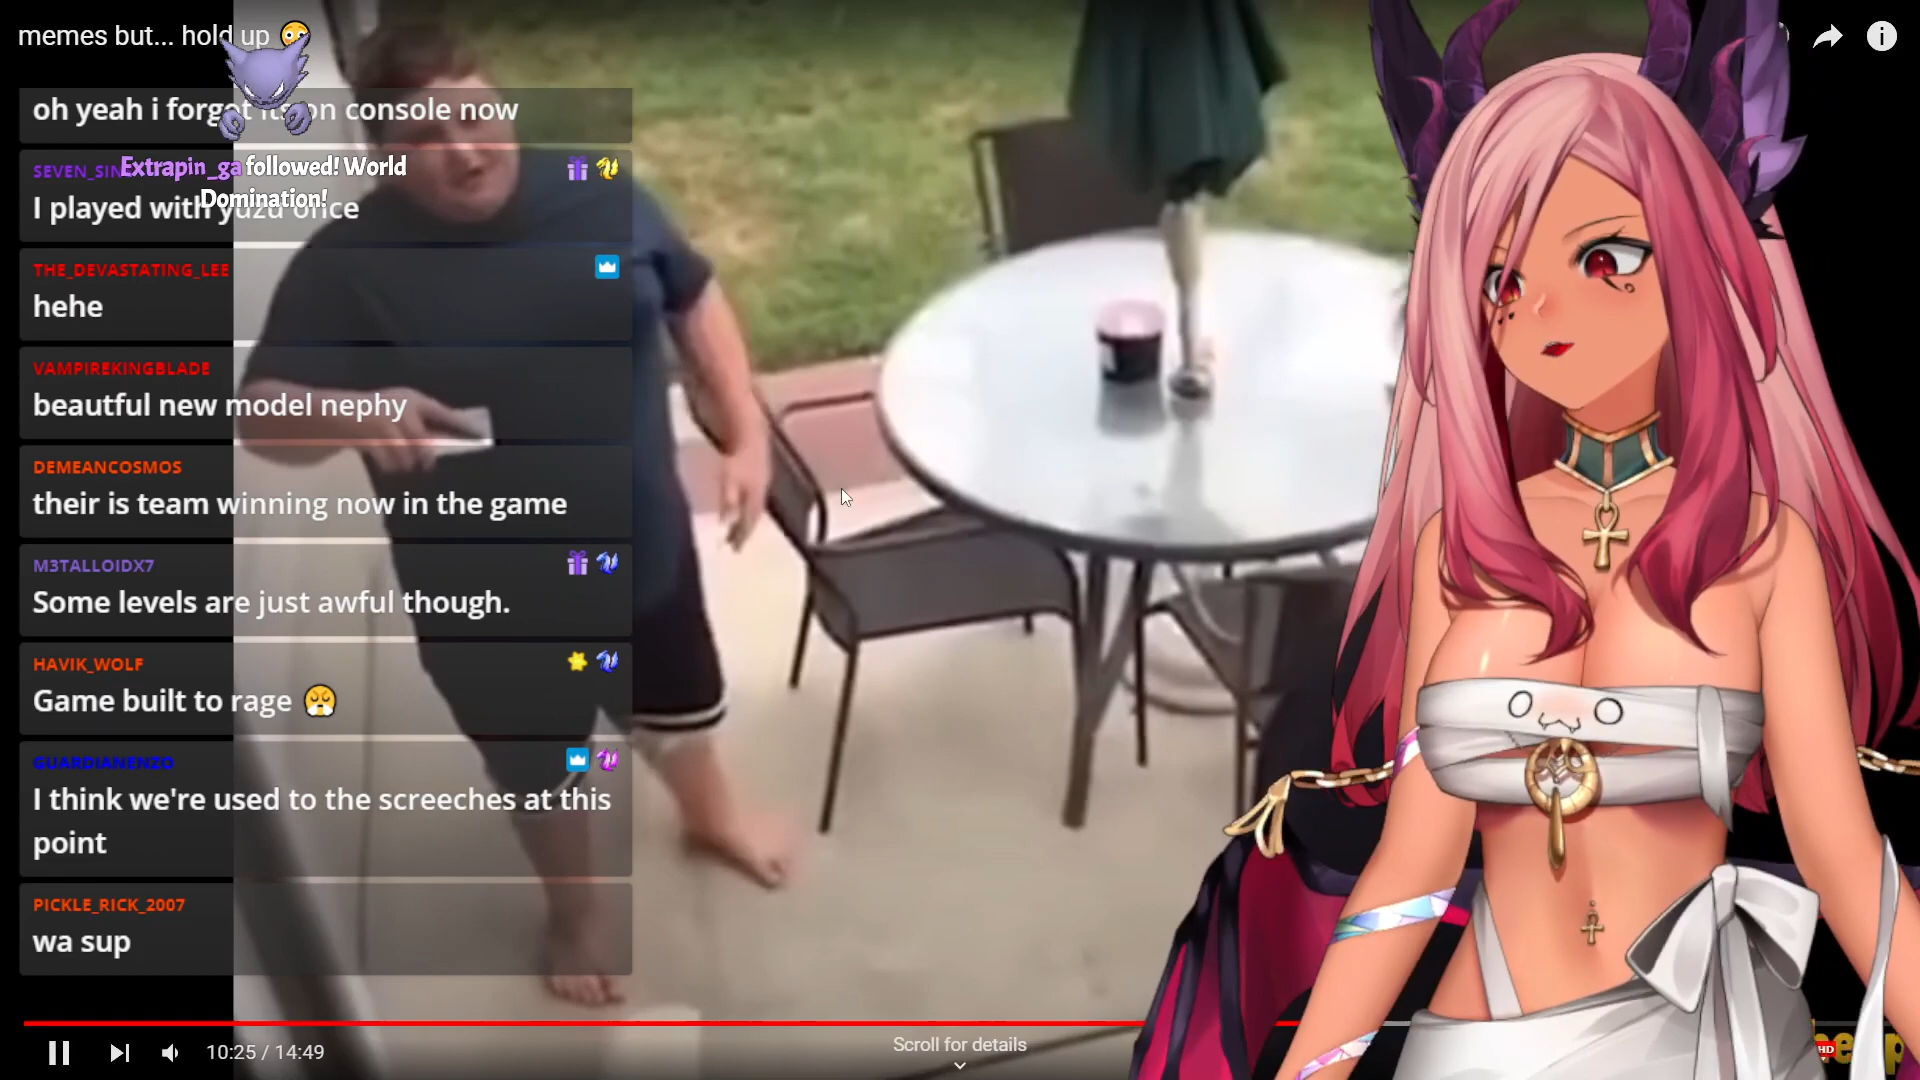 memes but... hold up 😳
oh yeah i forgot its on console now
Extrapin_ga followed! World
Domination!
I played with yuzu once
THE_DEVASTATING_LEE
hehe
VAMPIREKINGBLADE
beautful new model nephy
DEMEANCOSMOS
their is team winning now in the game
M3TALLOIDX7
Some levels are just awful though.
HAVIK_WOLF
Game built to rage 😤
GUARDIANENZO
I think we're used to the screeches at this
point
PICKLE_RICK_2007
wa sup
10:25 / 14:49
Scroll for details
HD